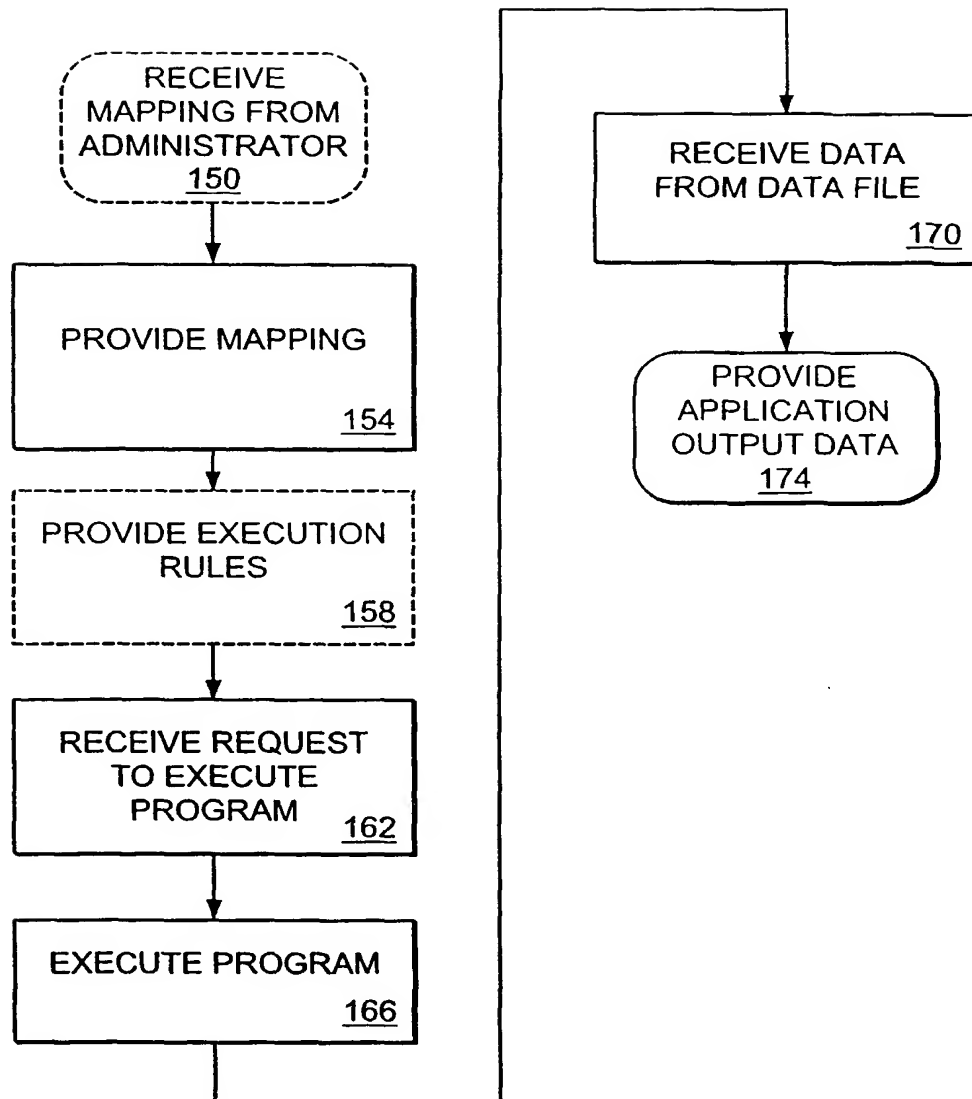 RECEIVE
MAPPING FROM
ADMINISTRATOR
150
PROVIDE MAPPING
154
PROVIDE EXECUTION
RULES
158
RECEIVE REQUEST
TO EXECUTE
PROGRAM
162
EXECUTE PROGRAM
166
RECEIVE DATA
FROM DATA FILE
170
PROVIDE
APPLICATION
OUTPUT DATA
174